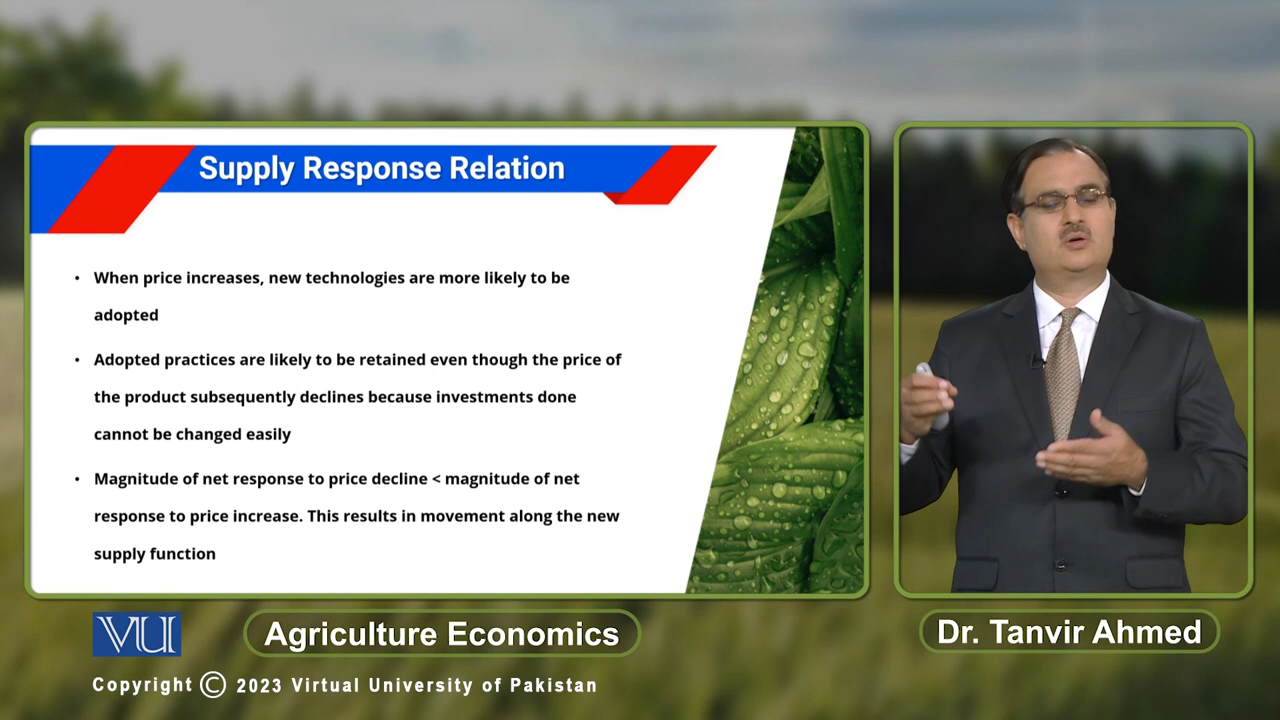 Supply Response Relation
• When price increases, new technologies are more likely to be
adopted
• Adopted practices are likely to be retained even though the price of
the product subsequently declines because investments done
cannot be changed easily
• Magnitude of net response to price decline < magnitude of net
response to price increase. This results in movement along the new
supply function
VU
Agriculture Economics
Dr. Tanvir Ahmed
Copyright © 2023 Virtual University of Pakistan